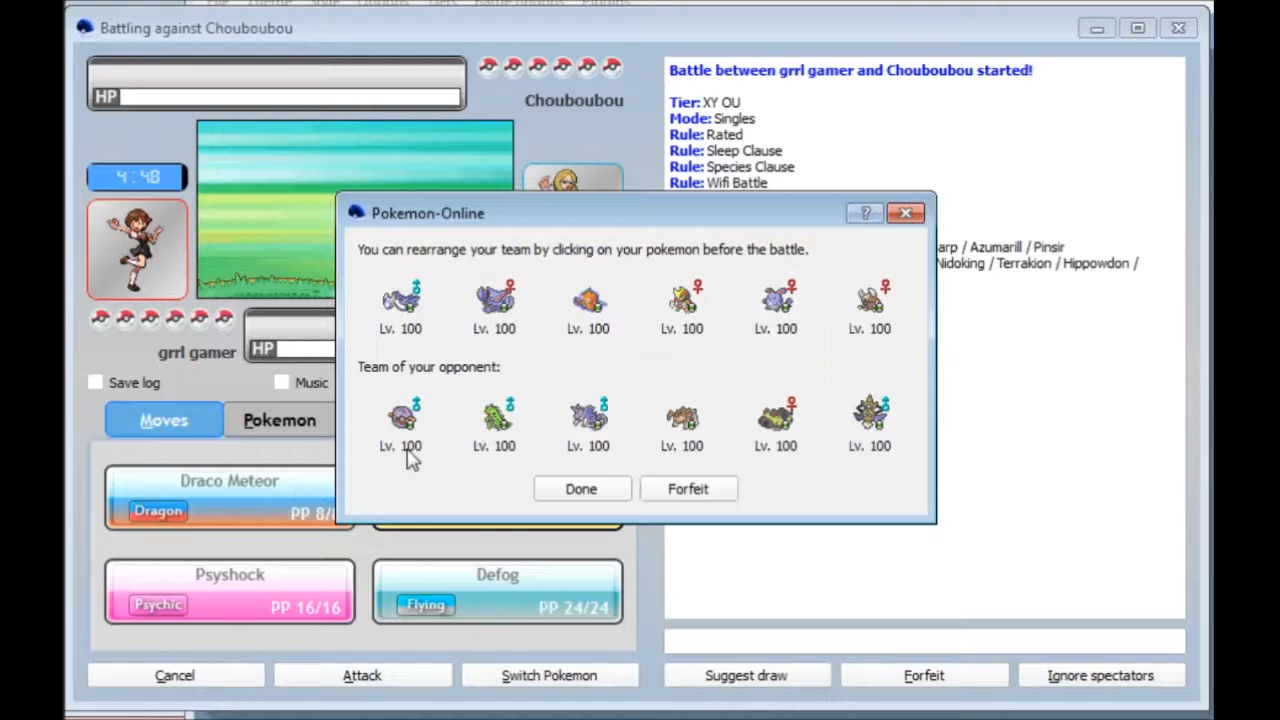 Battling against Chouboubou
HP
Chouboubou
4:48
grrl gamer
HP
Save log
Music
Moves
Pokemon
Draco Meteor
Dragon
PP 8/
Psyshock
Psychic
PP 16/16
Defog
Flying
PP 24/24
Cancel
Attack
Switch Pokemon
Battle between grrl gamer and Chouboubou started!
Tier: XY OU
Mode: Singles
Rule: Rated
Rule: Sleep Clause
Rule: Species Clause
Rule: Wifi Battle
arp / Azumarill / Pinsir
Nidoking / Terrakion / Hippowdon /
Suggest draw
Forfeit
Ignore spectators
Pokemon-Online
You can rearrange your team by clicking on your pokemon before the battle.
Lv. 100 Lv. 100 Lv. 100 Lv. 100 Lv. 100 Lv. 100
Team of your opponent:
Lv. 100 Lv. 100 Lv. 100 Lv. 100 Lv. 100 Lv. 100
Done
Forfeit